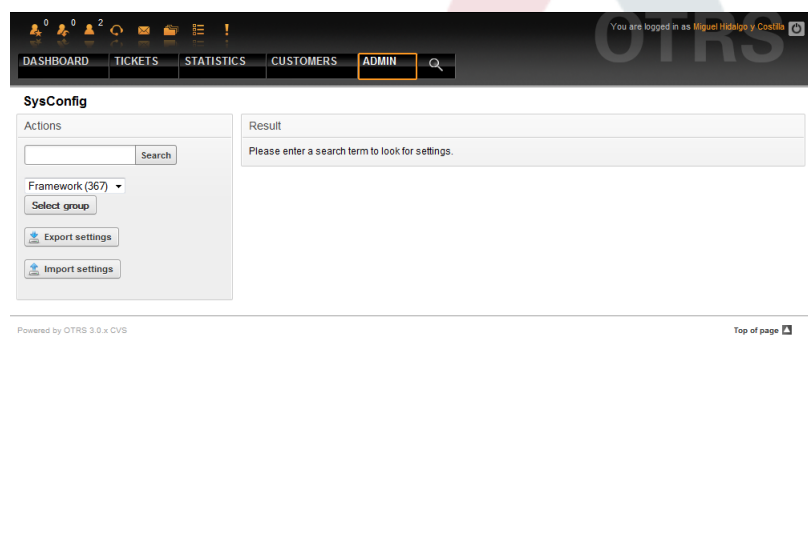 0 0 2
OTRS
You are logged in as Miguel Hidalgo y Costilla
DASHBOARD TICKETS STATISTICS CUSTOMERS ADMIN
SysConfig
Actions
Search
Framework (367)
Select group
Export settings
Import settings
Result
Please enter a search term to look for settings.
Powered by OTRS 3.0.x CVS
Top of page